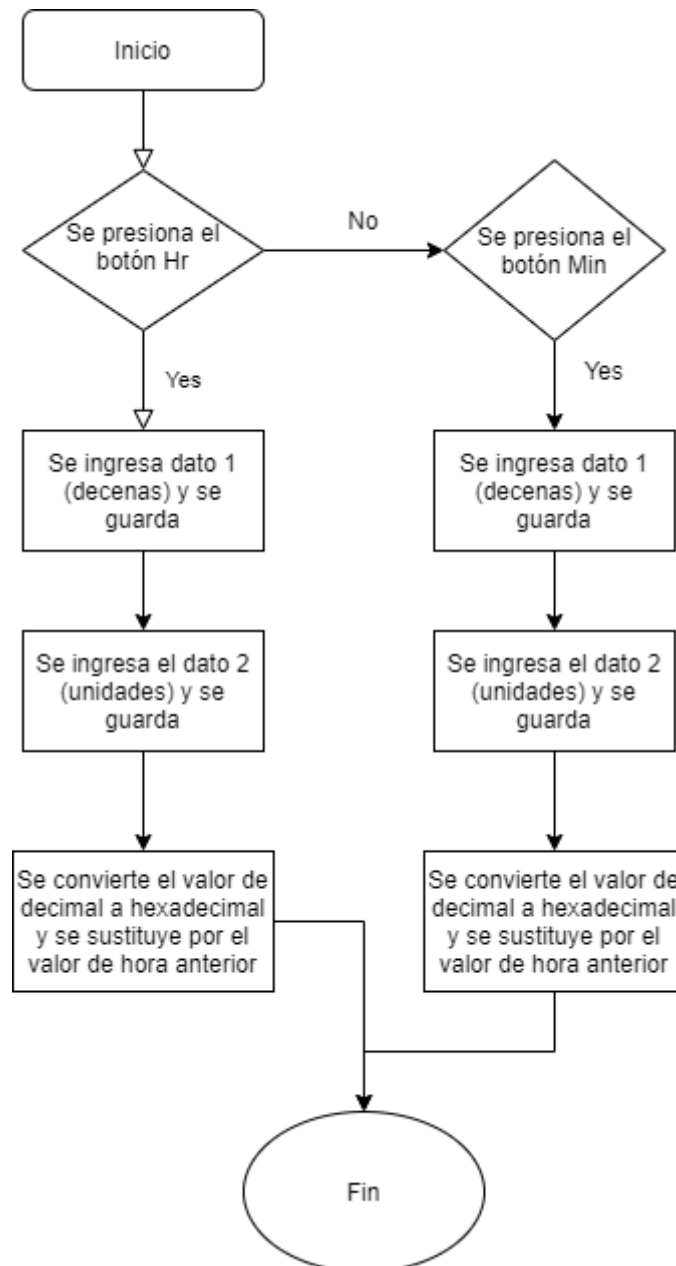 Inicio
Se presiona el
botón Hr
No
Se presiona el
botón Min
Yes
Yes
Se ingresa dato 1
(decenas) y se
guarda
Se ingresa dato 1
(decenas) y se
guarda
Se ingresa el dato 2
(unidades) y se
guarda
Se ingresa el dato 2
(unidades) y se
guarda
Se convierte el valor de
decimal a hexadecimal
y se sustituye por el
valor de hora anterior
Se convierte el valor de
decimal a hexadecimal
y se sustituye por el
valor de hora anterior
Fin